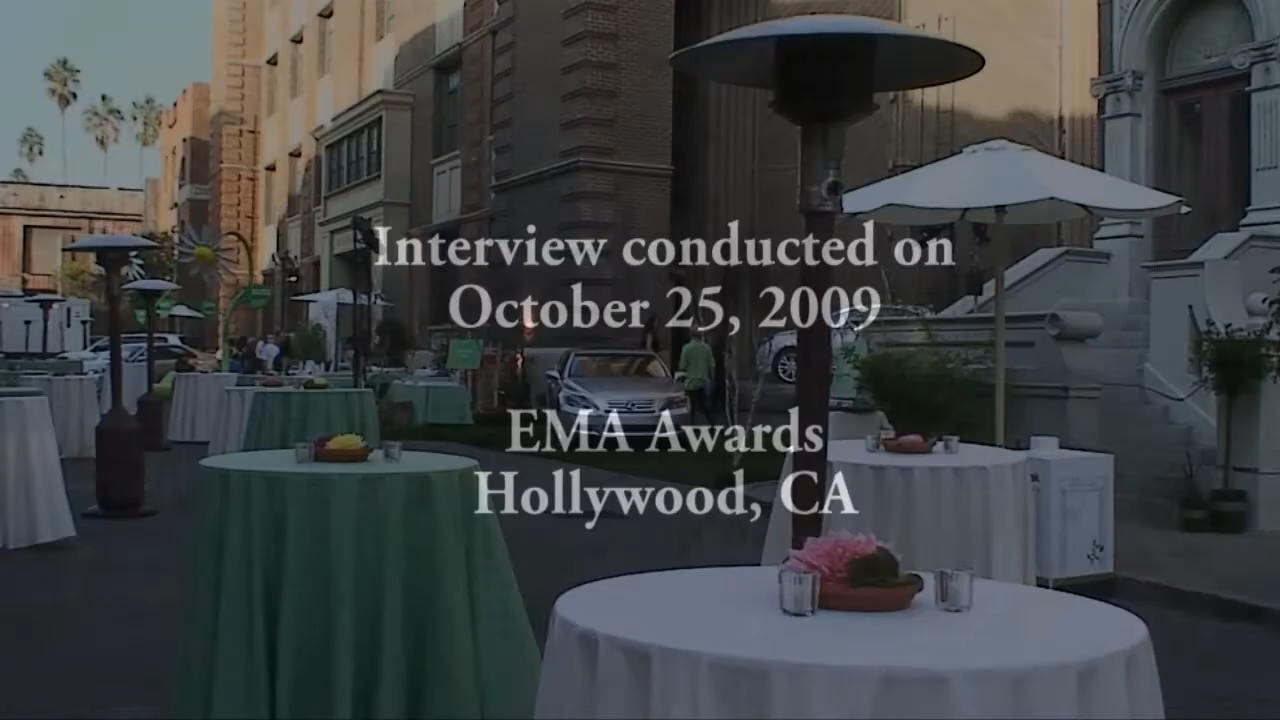 Interview conducted on
October 25, 2009
EMA Awards
Hollywood, CA